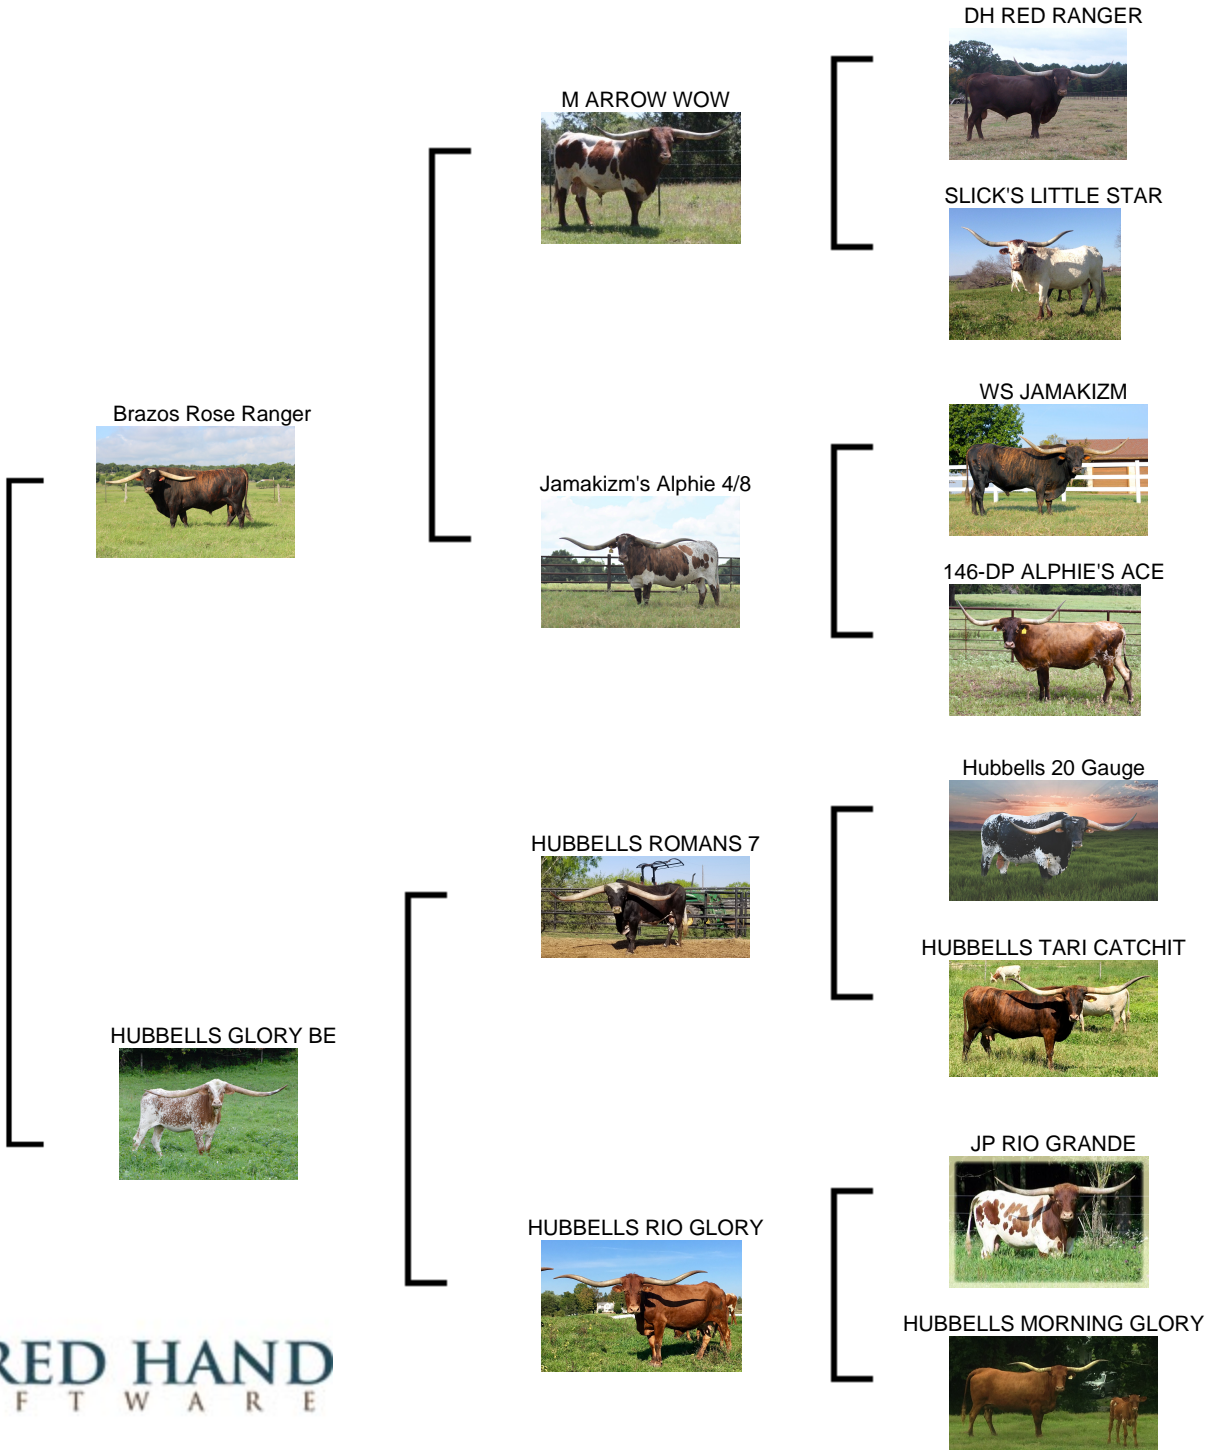 DH RED RANGER
M ARROW WOW
SLICK'S LITTLE STAR
WS JAMAKIZM
Brazos Rose Ranger
Jamakizm's Alphie 4/8
146-DP ALPHIE'S ACE
Hubbells 20 Gauge
HUBBELLS ROMANS 7
HUBBELLS TARI CATCHIT
HUBBELLS GLORY BE
JP RIO GRANDE
HUBBELLS RIO GLORY
HUBBELLS MORNING GLORY
RED HAND
FTWARE